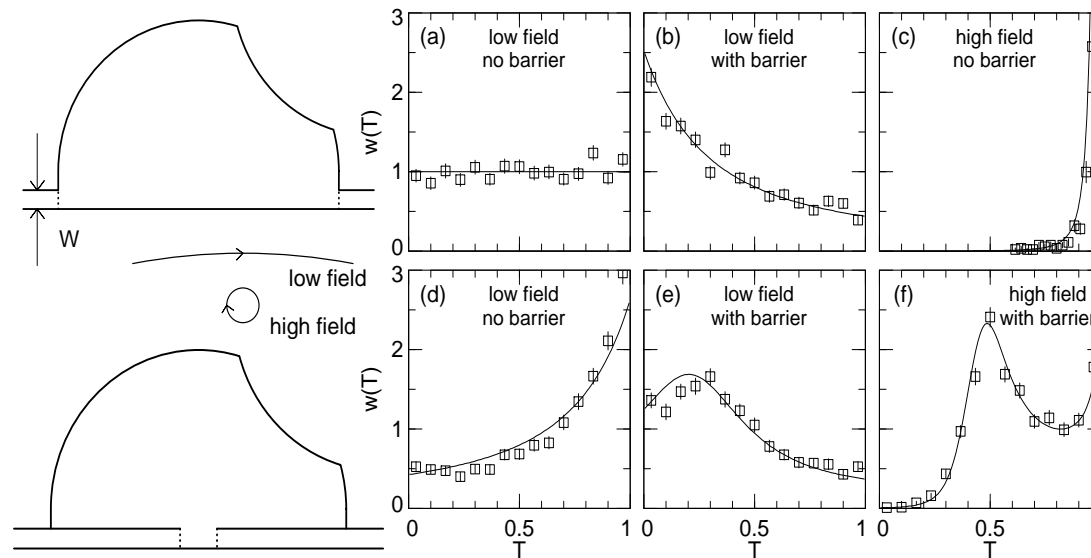 W
low field
high field
w(T)
3
2
1
0
(a)
low field
no barrier
(b)
low field
with barrier
(c)
high field
no barrier
w(T)
3
2
1
0
(d)
low field
no barrier
(e)
low field
with barrier
(f)
high field
with barrier
0
0.5
1
T
0
0.5
1
T
0
0.5
T